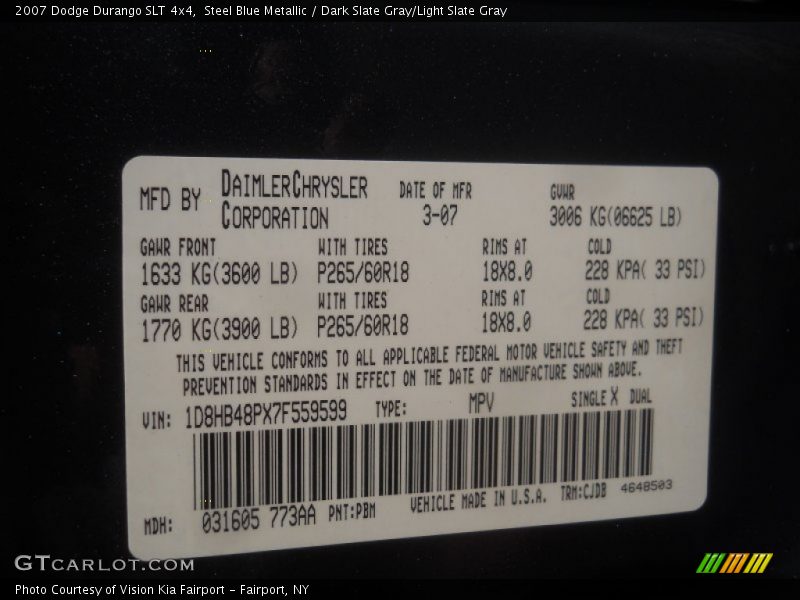 2007 Dodge Durango SLT 4x4,  Steel Blue Metallic / Dark Slate Gray/Light Slate Gray
MFD BY DAIMLERCHRYSLER CORPORATION DATE OF MFR 3-07 GVWR 3006 KG(06625 LB)
GAWR FRONT WITH TIRES RIMS AT COLD
1633 KG(3600 LB) P265/60R18 18X8.0 228 KPA( 33 PSI)
GAWR REAR WITH TIRES RIMS AT COLD
1770 KG(3900 LB) P265/60R18 18X8.0 228 KPA( 33 PSI)
THIS VEHICLE CONFORMS TO ALL APPLICABLE FEDERAL MOTOR VEHICLE SAFETY AND THEFT
PREVENTION STANDARDS IN EFFECT ON THE DATE OF MANUFACTURE SHOWN ABOVE.
VIN: 1D8HB48PX7F559599 TYPE: MPV SINGLE X DUAL
MDH: 031605 773AA PNT:PBM VEHICLE MADE IN U.S.A. TRM:CJDB 4648503
GTCARLOT.COM
Photo Courtesy of Vision Kia Fairport - Fairport, NY